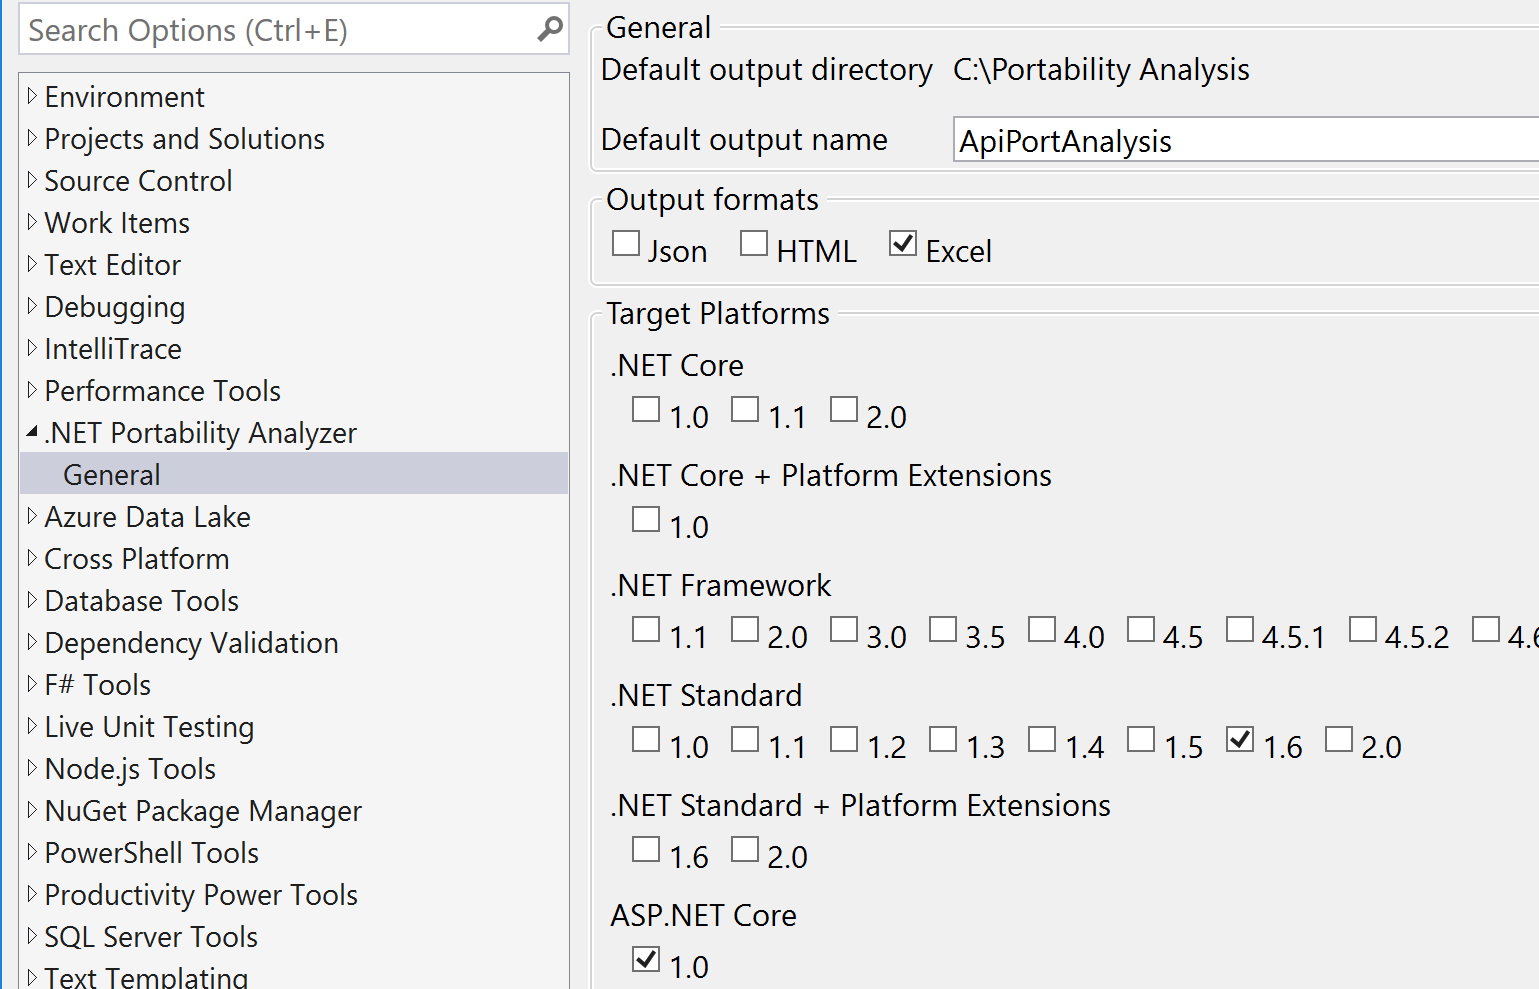 Search Options (Ctrl+E)
Environment
Projects and Solutions
Source Control
Work Items
Text Editor
Debugging
IntelliTrace
Performance Tools
.NET Portability Analyzer
General
Azure Data Lake
Cross Platform
Database Tools
Dependency Validation
F# Tools
Live Unit Testing
Node.js Tools
NuGet Package Manager
PowerShell Tools
Productivity Power Tools
SQL Server Tools
Text Templating
General
Default output directory C:\Portability Analysis
Default output name ApiPortAnalysis
Output formats
Json HTML Excel
Target Platforms
.NET Core
1.0 1.1 2.0
.NET Core + Platform Extensions
1.0
.NET Framework
1.1 2.0 3.0 3.5 4.0 4.5 4.5.1 4.5.2 4.6
.NET Standard
1.0 1.1 1.2 1.3 1.4 1.5 1.6 2.0
.NET Standard + Platform Extensions
1.6 2.0
ASP.NET Core
1.0